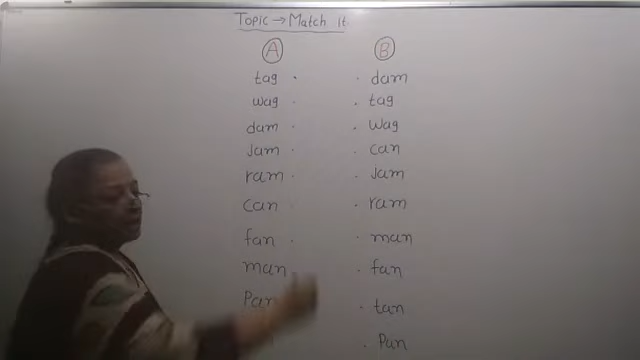 Topic → Match it.
A B
tag . . dam
wag . . tag
dam . . wag
Jam . . can
ram . . Jam
can . . ram
fan . . man
man . . fan
Pan . tan
. Pan